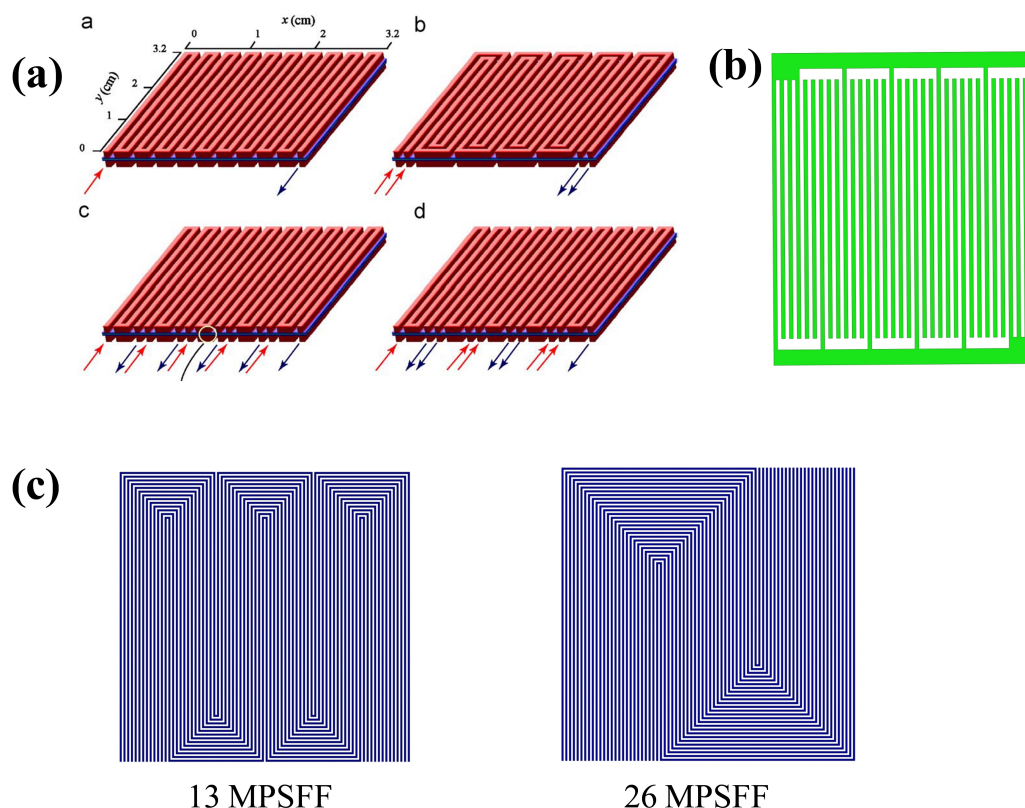 (a)
a
x (cm)
0 1 2 3.2
3.2
2
y (cm)
1
0
b
(b)
c
d
(c)
13 MPSFF
26 MPSFF